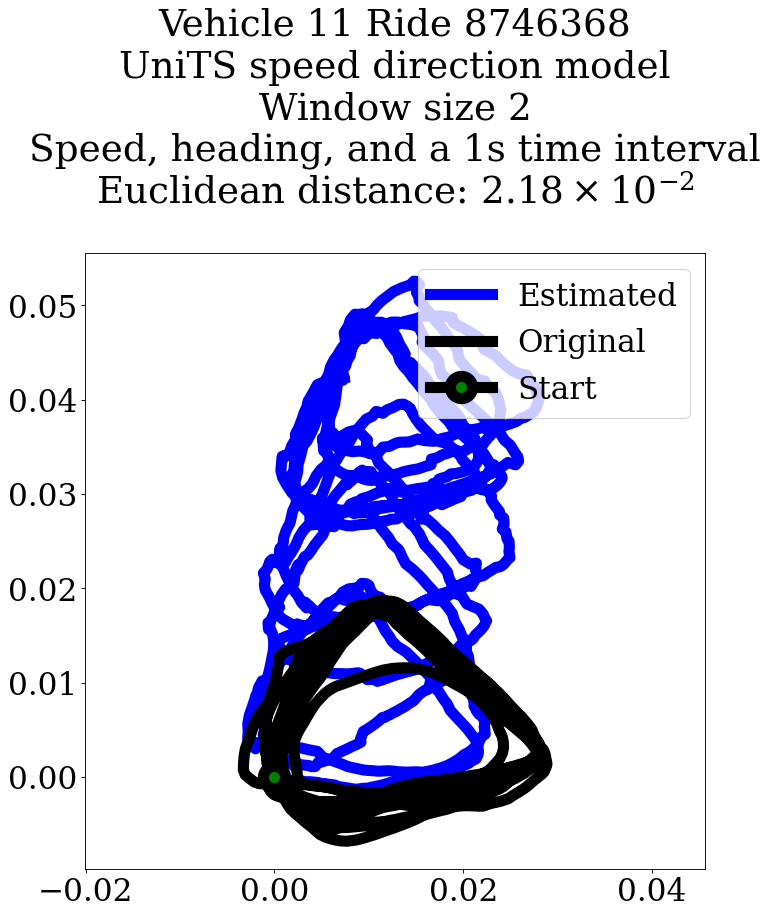 Vehicle 11 Ride 8746368
UniTS speed direction model
Window size 2
Speed, heading, and a 1s time interval
Euclidean distance: 2.18 × 10⁻²
Estimated
Original
Start
0.05
0.04
0.03
0.02
0.01
0.00
−0.02 0.00 0.02 0.04